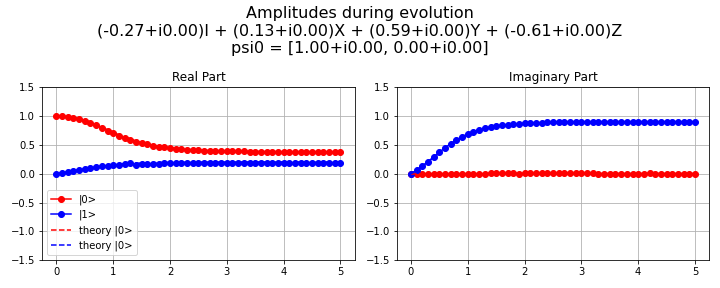 Amplitudes during evolution
(-0.27+i0.00)I + (0.13+i0.00)X + (0.59+i0.00)Y + (-0.61+i0.00)Z
psi0 = [1.00+i0.00, 0.00+i0.00]
Real Part
1.5
1.0
0.5
0.0
−0.5
−1.0
−1.5
|0>
|1>
theory |0>
theory |0>
0 1 2 3 4 5
Imaginary Part
1.5
1.0
0.5
0.0
−0.5
−1.0
−1.5
0 1 2 3 4 5